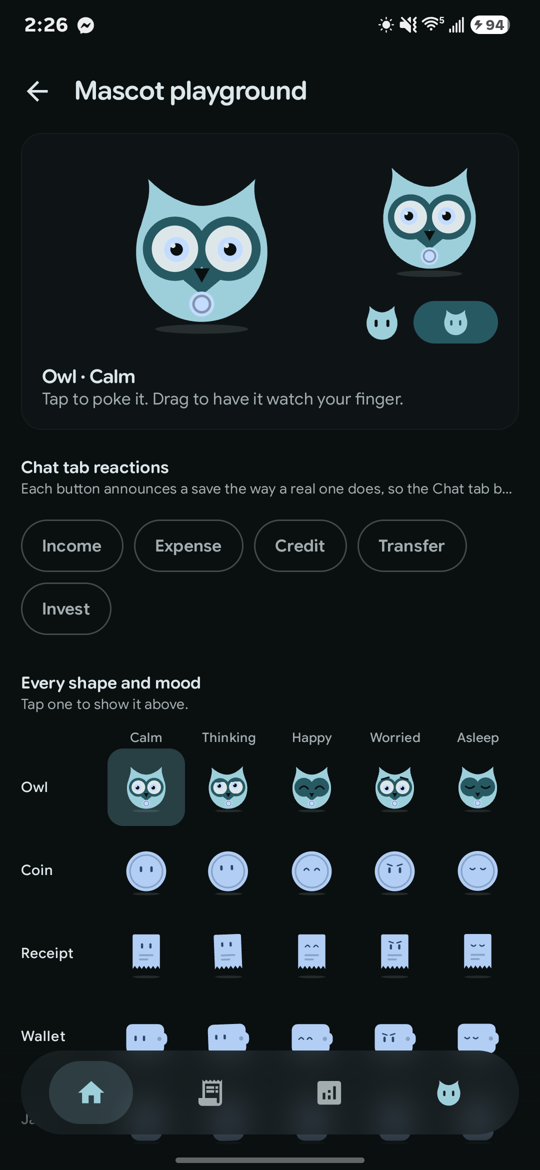 2:26
5
94
Mascot playground
Owl · Calm
Tap to poke it. Drag to have it watch your finger.
Chat tab reactions
Each button announces a save the way a real one does, so the Chat tab b...
Income
Expense
Credit
Transfer
Invest
Every shape and mood
Tap one to show it above.
Calm
Thinking
Happy
Worried
Asleep
Owl
Coin
Receipt
Wallet